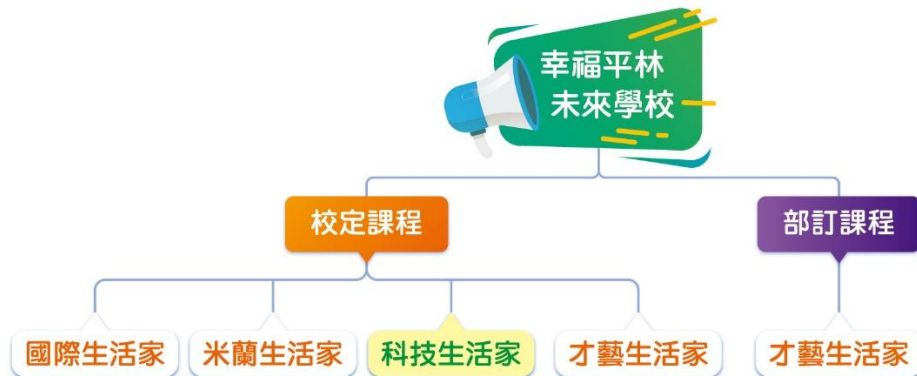 幸福平林
未來學校
校定課程
部訂課程
國際生活家
米蘭生活家
科技生活家
才藝生活家
才藝生活家